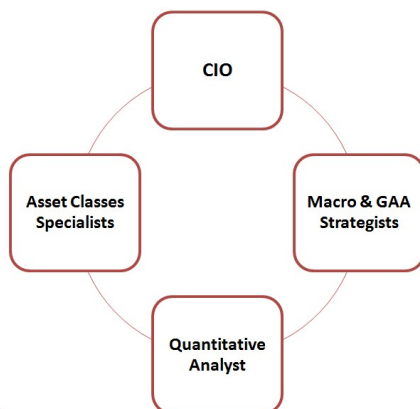 CIO
Asset Classes
Specialists
Macro & GAA
Strategists
Quantitative
Analyst